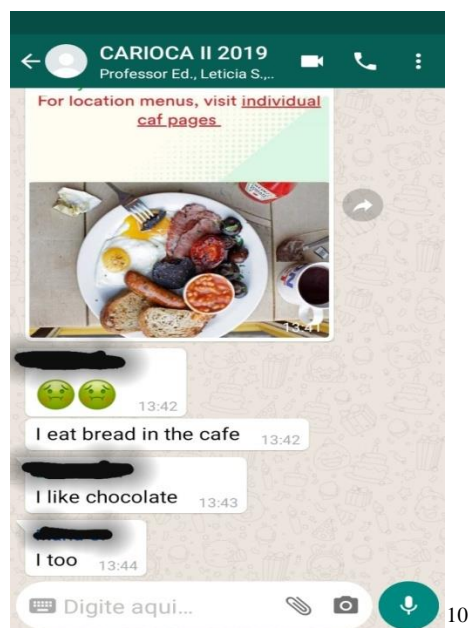 CARIOCA II 2019
Professor Ed., Leticia S.,..
For location menus, visit individual
caf pages
13:41
13:42
I eat bread in the cafe 13:42
I like chocolate 13:43
I too 13:44
Digite aqui...
10